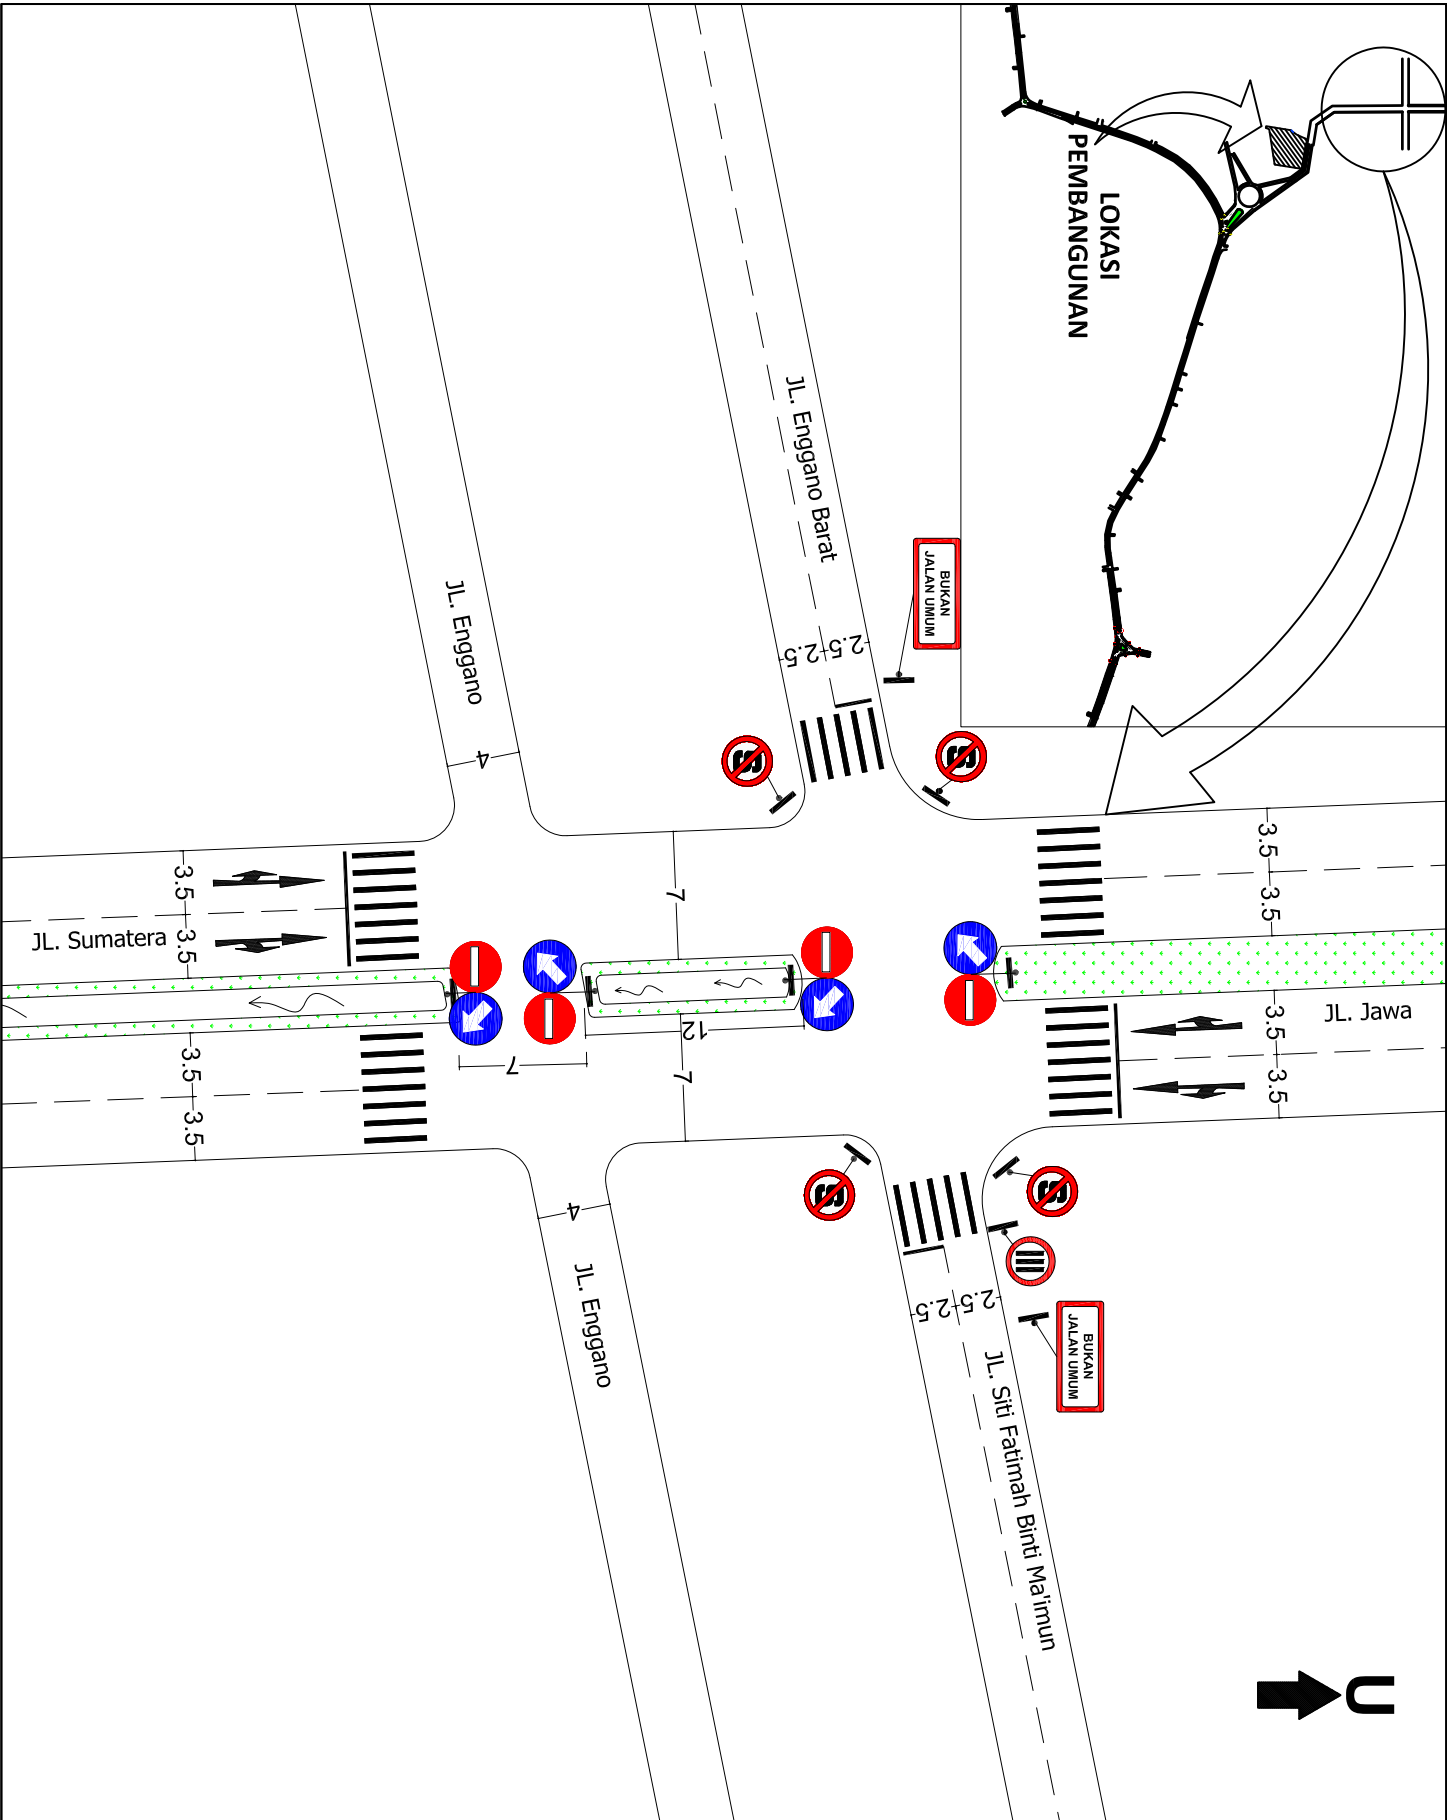 LOKASI
PEMBANGUNAN
JL. Enggano Barat
BUKAN
JALAN UMUM
JL. Enggano
2.5
2.5
4
3.5
3.5
7
3.5
3.5
JL. Sumatera
JL. Jawa
12
7
7
3.5
3.5
3.5
3.5
4
JL. Enggano
2.5
2.5
BUKAN
JALAN UMUM
JL. Siti Fatimah Binti Ma'imun
U